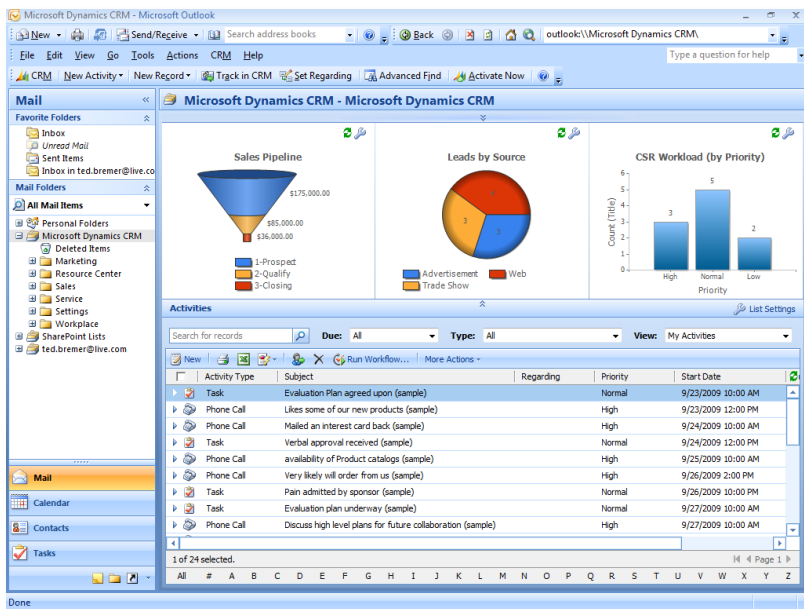 Microsoft Dynamics CRM - Microsoft Outlook
New Send/Receive Search address books Back outlook:\\Microsoft Dynamics CRM\
File Edit View Go Tools Actions CRM Help Type a question for help
CRM New Activity New Record Track in CRM Set Regarding Advanced Find Activate Now
Mail «
Favorite Folders
Inbox
Unread Mail
Sent Items
Inbox in ted.bremer@live.co
Mail Folders
All Mail Items
Personal Folders
Microsoft Dynamics CRM
Deleted Items
Marketing
Resource Center
Sales
Service
Settings
Workplace
SharePoint Lists
ted.bremer@live.com
Mail
Calendar
Contacts
Tasks
Microsoft Dynamics CRM - Microsoft Dynamics CRM
Sales Pipeline
$175,000.00
$85,000.00
$36,000.00
1-Prospect
2-Qualify
3-Closing
Leads by Source
3
3
Advertisement Web
Trade Show
CSR Workload (by Priority)
Count (Title)
6
5
4
3
2
1
0
3
5
2
High Normal Low
Priority
Activities List Settings
Search for records Due: All Type: All View: My Activities
New Run Workflow... More Actions
Activity Type Subject Regarding Priority Start Date
Task Evaluation Plan agreed upon (sample) Normal 9/23/2009 10:00 AM
Phone Call Likes some of our new products (sample) High 9/23/2009 12:00 PM
Phone Call Mailed an interest card back (sample) High 9/24/2009 10:00 AM
Task Verbal approval received (sample) Normal 9/24/2009 12:00 PM
Phone Call availability of Product catalogs (sample) High 9/25/2009 10:00 AM
Phone Call Very likely will order from us (sample) High 9/26/2009 2:00 PM
Task Pain admitted by sponsor (sample) Normal 9/26/2009 10:00 PM
Task Evaluation plan underway (sample) Normal 9/27/2009 10:00 AM
Phone Call Discuss high level plans for future collaboration (sample) High 9/27/2009 10:00 AM
1 of 24 selected. Page 1
All # A B C D E F G H I J K L M N O P Q R S T U V W X Y Z
Done